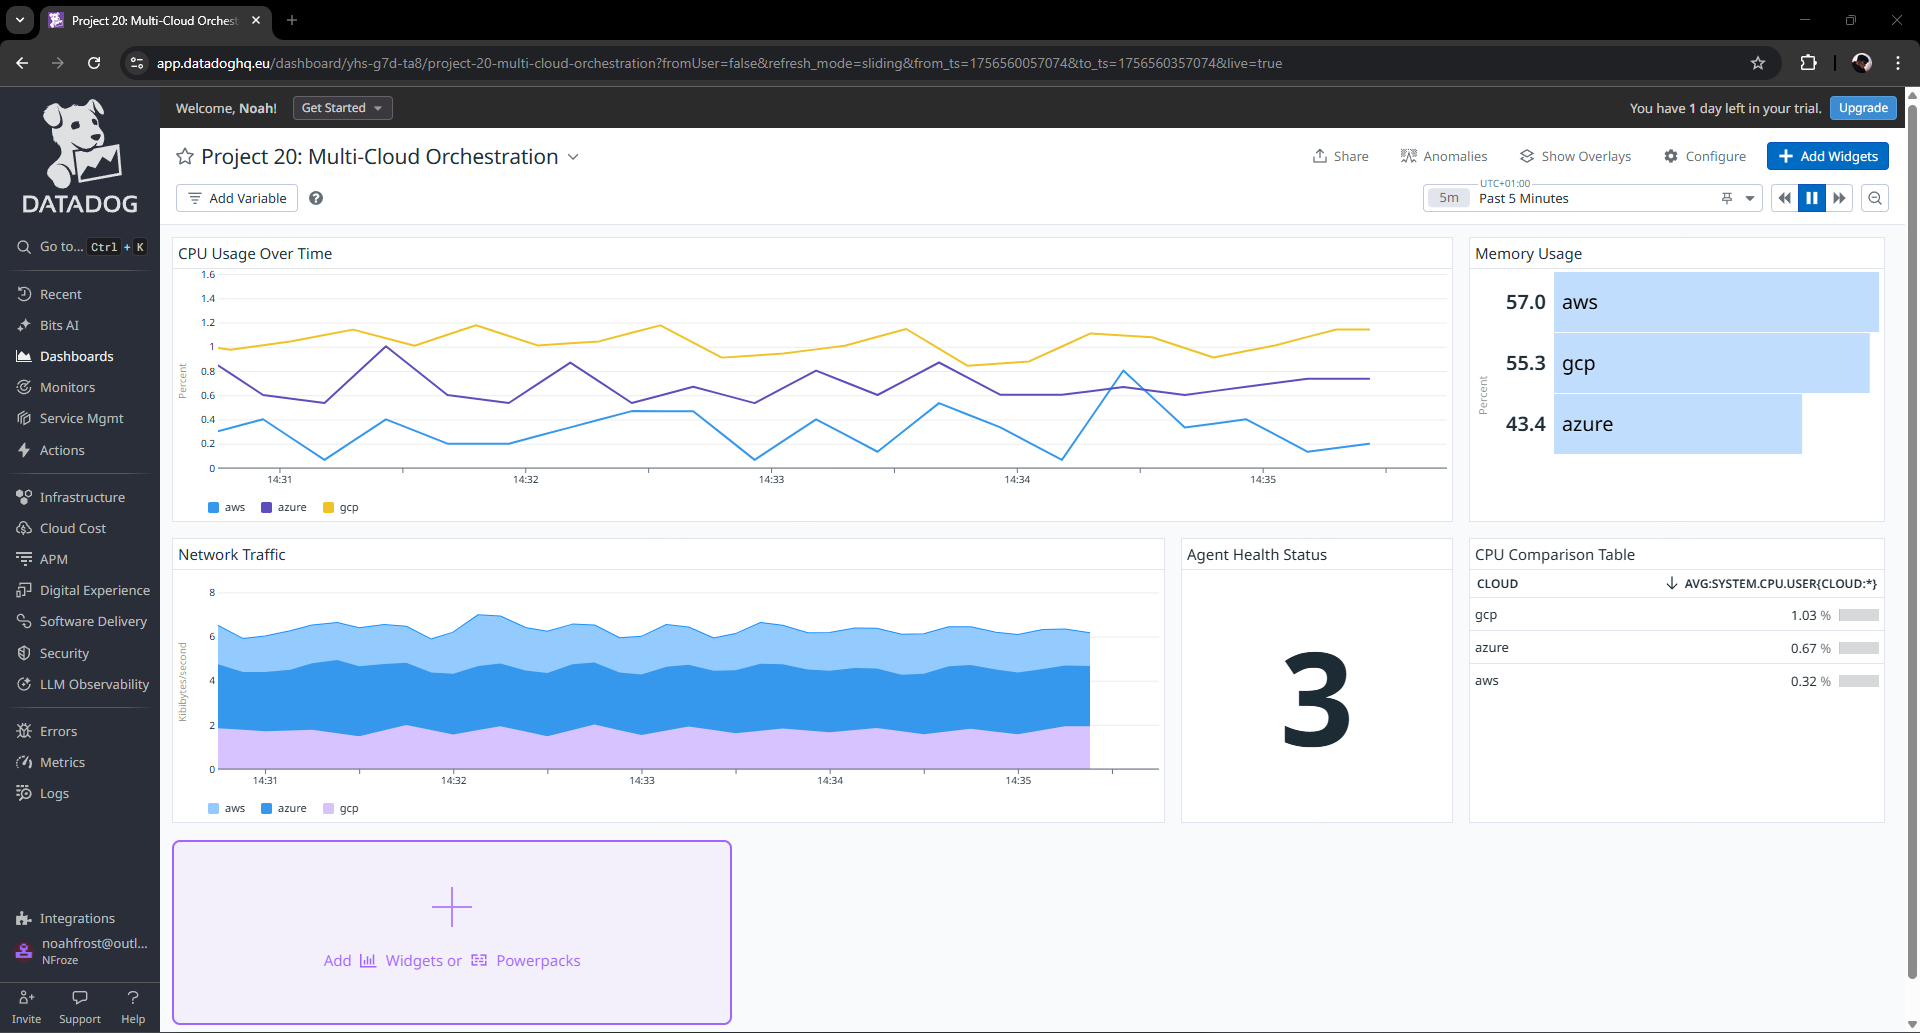 Project 20: Multi-Cloud Orchest
app.datadoghq.eu/dashboard/yhs-g7d-ta8/project-20-multi-cloud-orchestration?fromUser=false&refresh_mode=sliding&from_ts=1756560057074&to_ts=1756560357074&live=true
DATADOG
Go to... Ctrl + K
Recent
Bits AI
Dashboards
Monitors
Service Mgmt
Actions
Infrastructure
Cloud Cost
APM
Digital Experience
Software Delivery
Security
LLM Observability
Errors
Metrics
Logs
Integrations
noahfrost@outl...
NFroze
Invite Support Help
Welcome, Noah! Get Started
You have 1 day left in your trial. Upgrade
Project 20: Multi-Cloud Orchestration
Share Anomalies Show Overlays Configure + Add Widgets
Add Variable ?
UTC+01:00
5m Past 5 Minutes
CPU Usage Over Time
Percent
1.6
1.4
1.2
1
0.8
0.6
0.4
0.2
0
14:31 14:32 14:33 14:34 14:35
aws azure gcp
Memory Usage
Percent
57.0 aws
55.3 gcp
43.4 azure
Network Traffic
Kibibytes/second
8
6
4
2
0
14:31 14:32 14:33 14:34 14:35
aws azure gcp
Agent Health Status
3
CPU Comparison Table
CLOUD AVG:SYSTEM.CPU.USER{CLOUD:*}
gcp 1.03 %
azure 0.67 %
aws 0.32 %
Add Widgets or Powerpacks